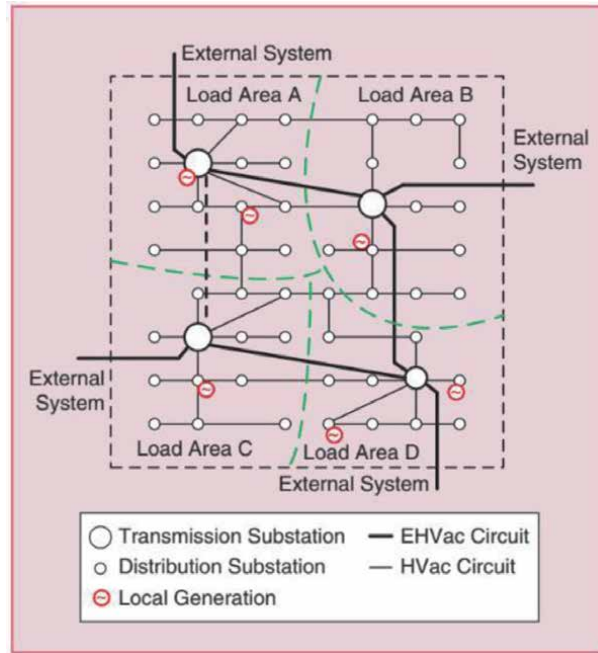 External System
Load Area A
Load Area B
External
System
External
System
Load Area C
Load Area D
External System
Transmission Substation
EHVac Circuit
Distribution Substation
HVac Circuit
Local Generation